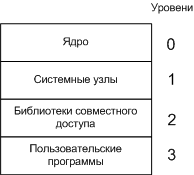 Уровени
Ядро 0
Системные узлы 1
Библиотеки совместного
доступа 2
Пользовательские
программы 3